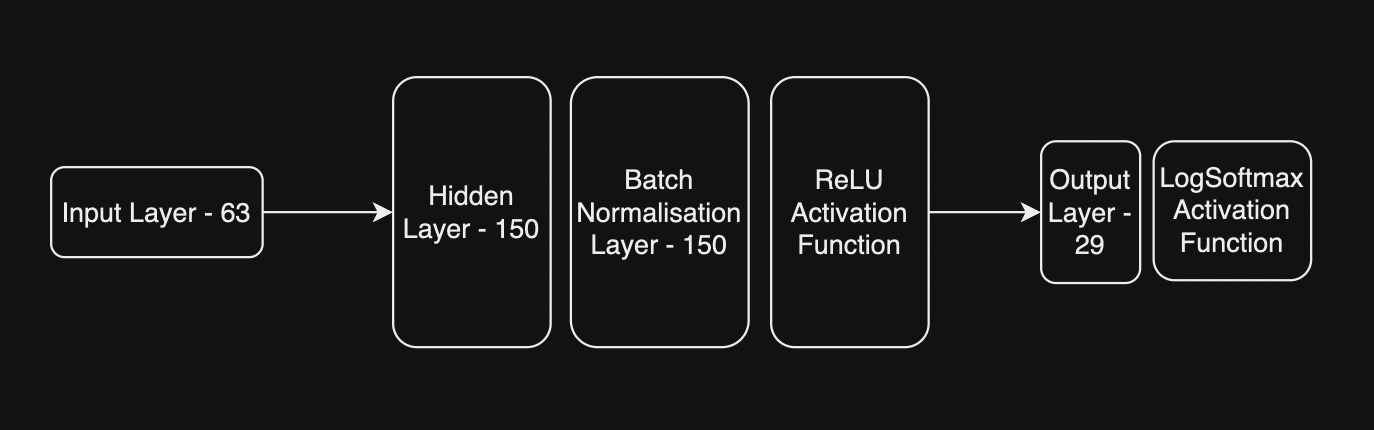 Input Layer - 63
Hidden
Layer - 150
Batch
Normalisation
Layer - 150
ReLU
Activation
Function
Output
Layer -
29
LogSoftmax
Activation
Function